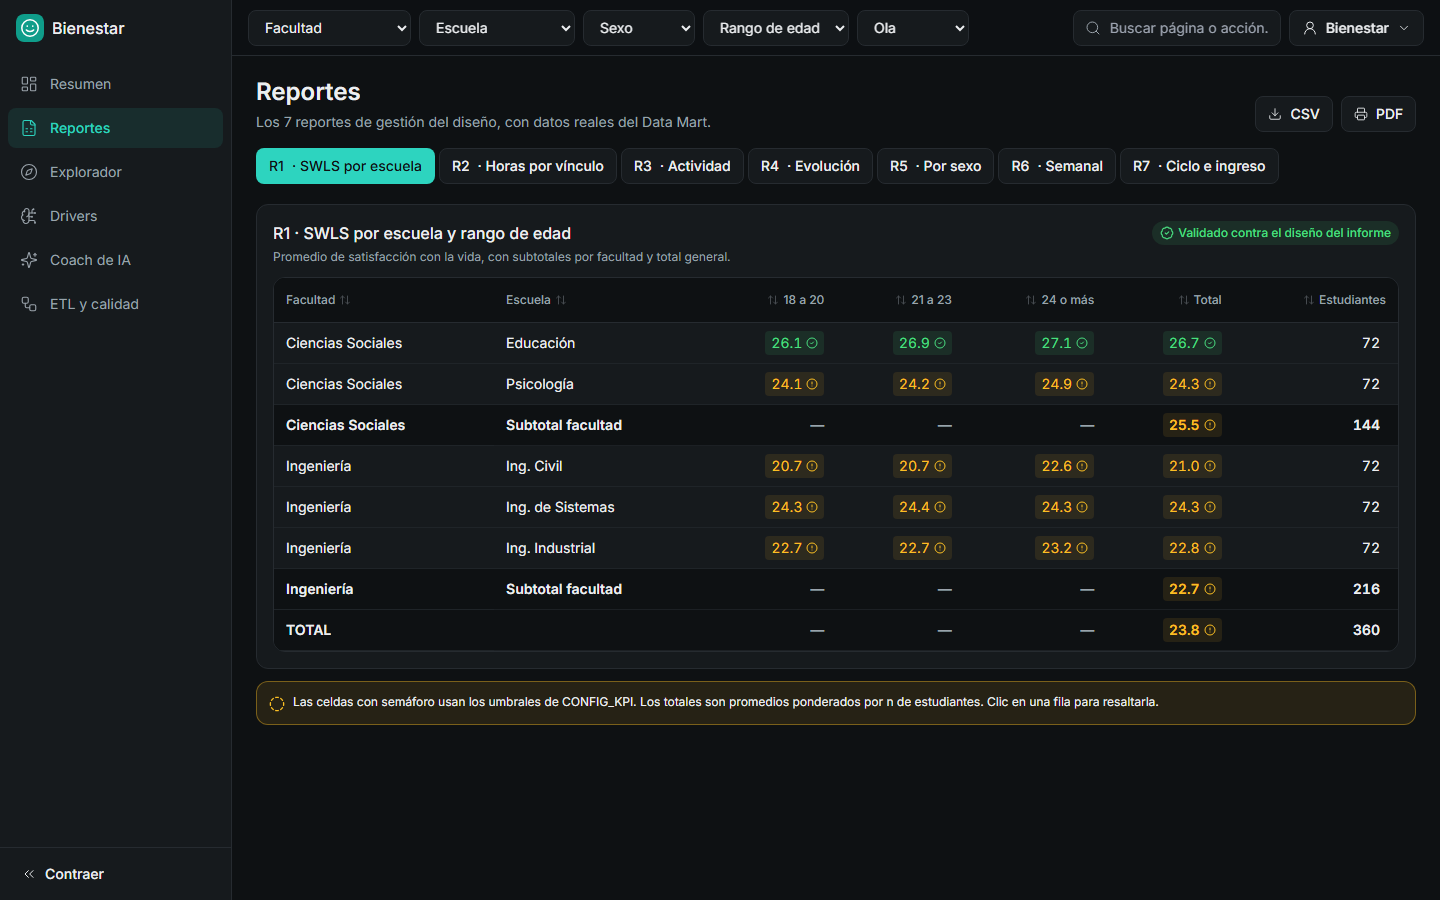 Bienestar
Facultad Escuela Sexo Rango de edad Ola Buscar página o acción. Bienestar
Resumen
Reportes
Explorador
Drivers
Coach de IA
ETL y calidad
Contraer
Reportes
Los 7 reportes de gestión del diseño, con datos reales del Data Mart.
CSV PDF
R1 · SWLS por escuela R2 · Horas por vínculo R3 · Actividad R4 · Evolución R5 · Por sexo R6 · Semanal R7 · Ciclo e ingreso
R1 · SWLS por escuela y rango de edad
Validado contra el diseño del informe
Promedio de satisfacción con la vida, con subtotales por facultad y total general.
Facultad Escuela 18 a 20 21 a 23 24 o más Total Estudiantes
Ciencias Sociales Educación 26.1 26.9 27.1 26.7 72
Ciencias Sociales Psicología 24.1 24.2 24.9 24.3 72
Ciencias Sociales Subtotal facultad — — — 25.5 144
Ingeniería Ing. Civil 20.7 20.7 22.6 21.0 72
Ingeniería Ing. de Sistemas 24.3 24.4 24.3 24.3 72
Ingeniería Ing. Industrial 22.7 22.7 23.2 22.8 72
Ingeniería Subtotal facultad — — — 22.7 216
TOTAL — — — 23.8 360
Las celdas con semáforo usan los umbrales de CONFIG_KPI. Los totales son promedios ponderados por n de estudiantes. Clic en una fila para resaltarla.